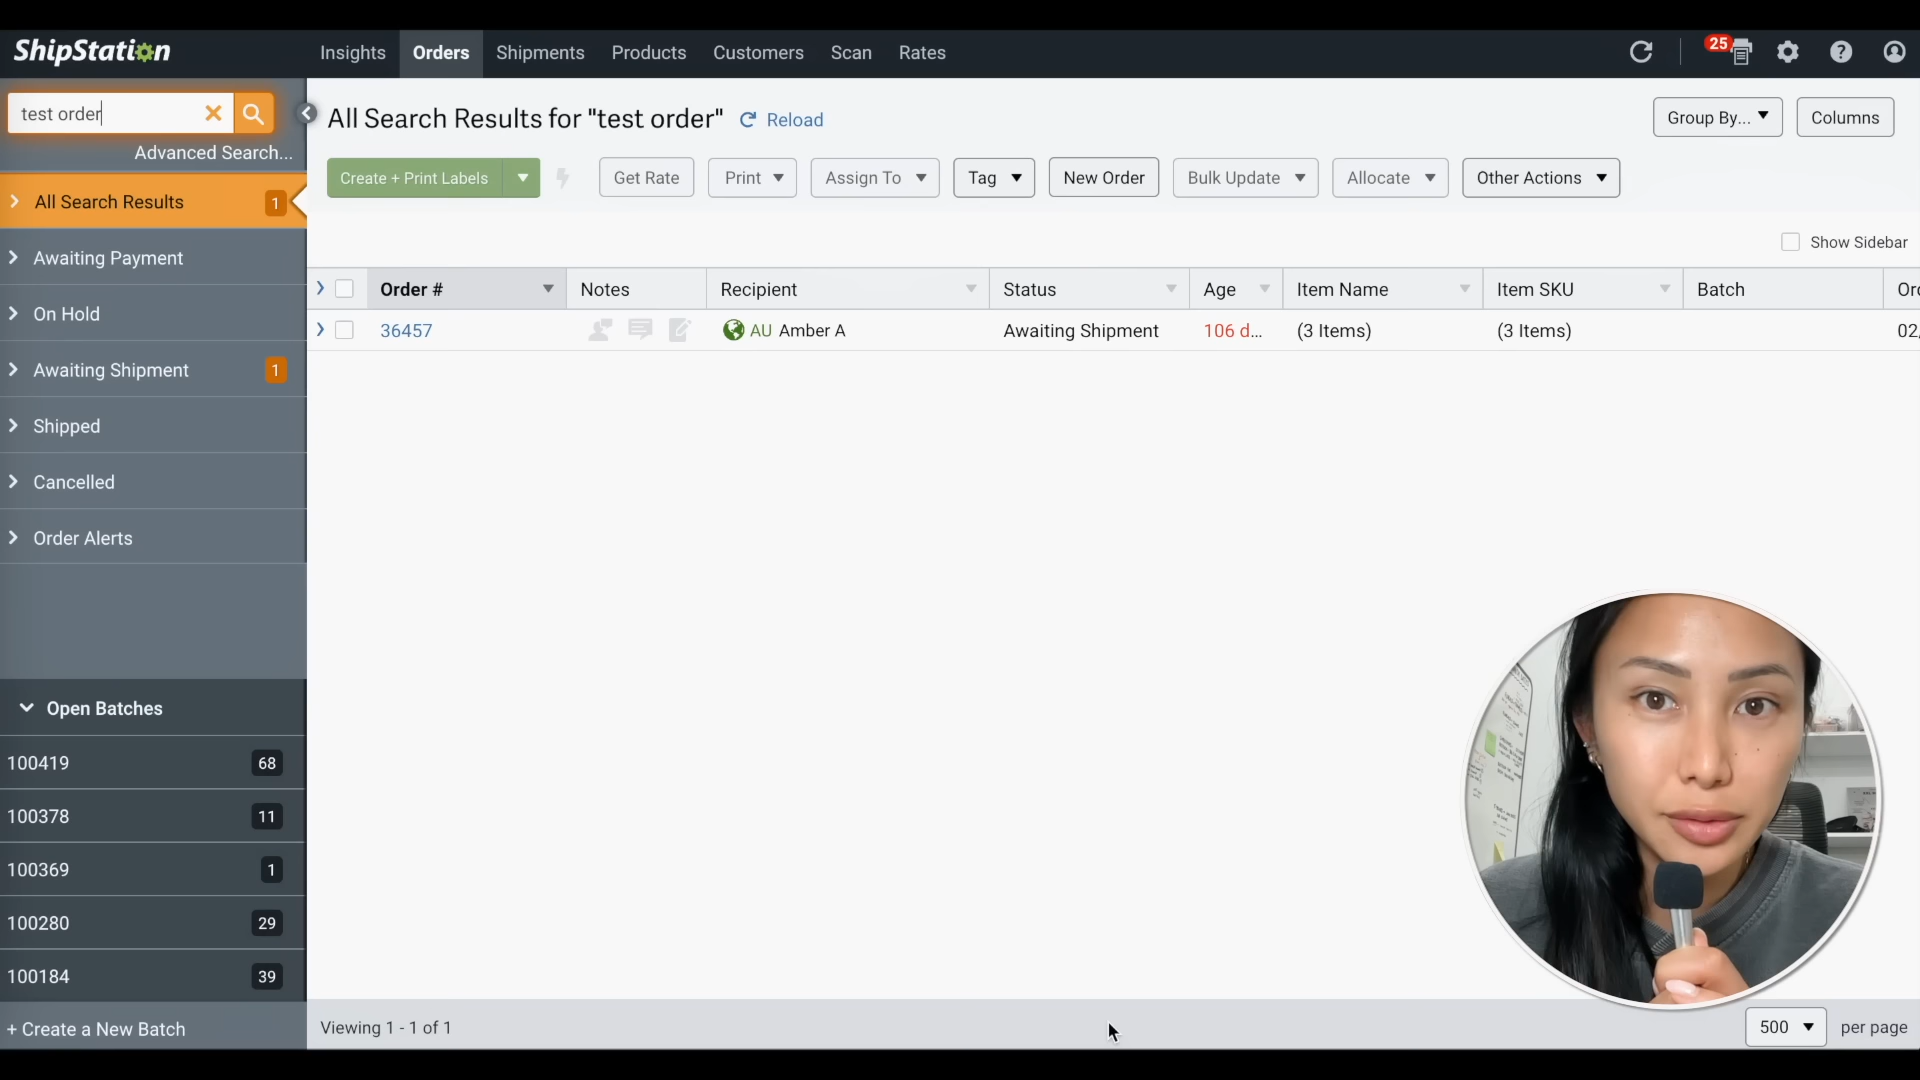 ShipStation
Insights
Orders
Shipments
Products
Customers
Scan
Rates
25
test order
Advanced Search...
All Search Results for "test order"
Reload
Group By...
Columns
Create + Print Labels
Get Rate
Print
Assign To
Tag
New Order
Bulk Update
Allocate
Other Actions
Show Sidebar
All Search Results 1
Awaiting Payment
On Hold
Awaiting Shipment 1
Shipped
Cancelled
Order Alerts
Order # Notes Recipient Status Age Item Name Item SKU Batch
36457 AU Amber A Awaiting Shipment 106 d... (3 Items) (3 Items) 02
Open Batches
100419 68
100378 11
100369 1
100280 29
100184 39
+ Create a New Batch
Viewing 1 - 1 of 1
500 per page